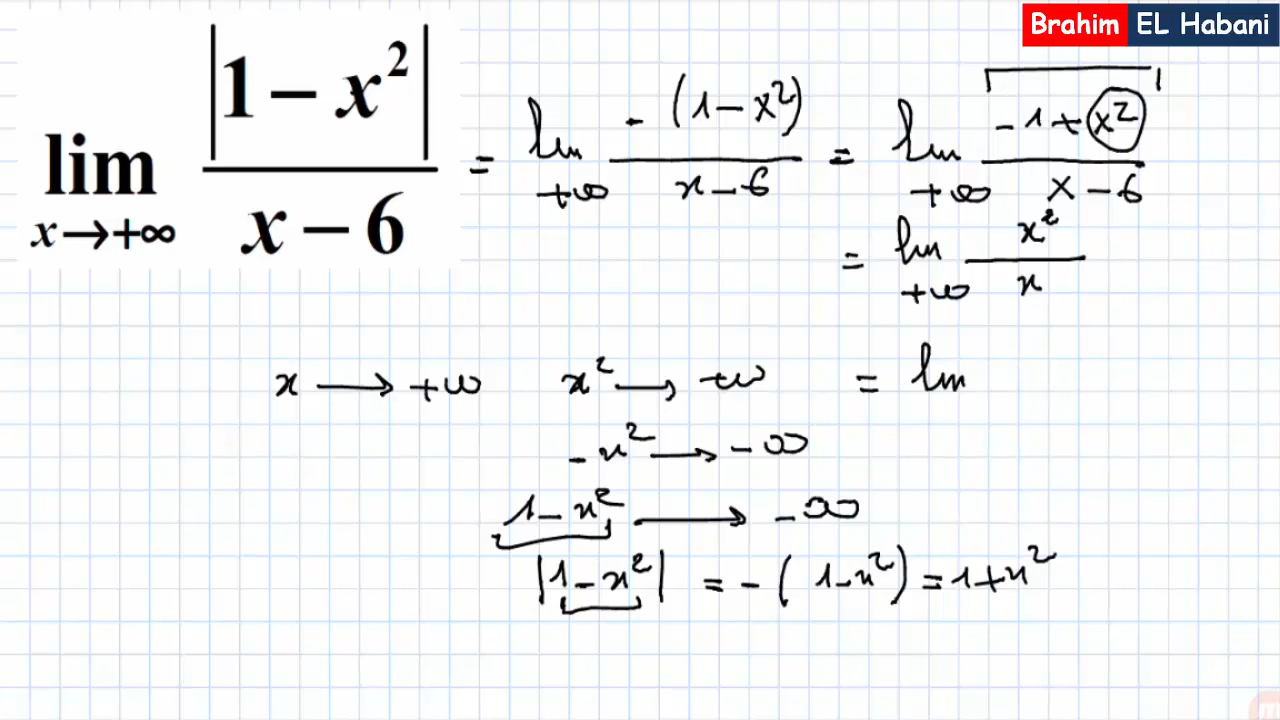 Brahim EL Habani
lim x→+∞ |1 − x²| / (x − 6) = lim +∞ -(1 − x²) / (x − 6) = lim +∞ (-1 + x²) / (x − 6)
= lim +∞ x² / x
x → +∞ x² → +∞ = lim
-x² → -∞
1 − x² → -∞
|1 − x²| = -(1 − x²) = 1 + x²